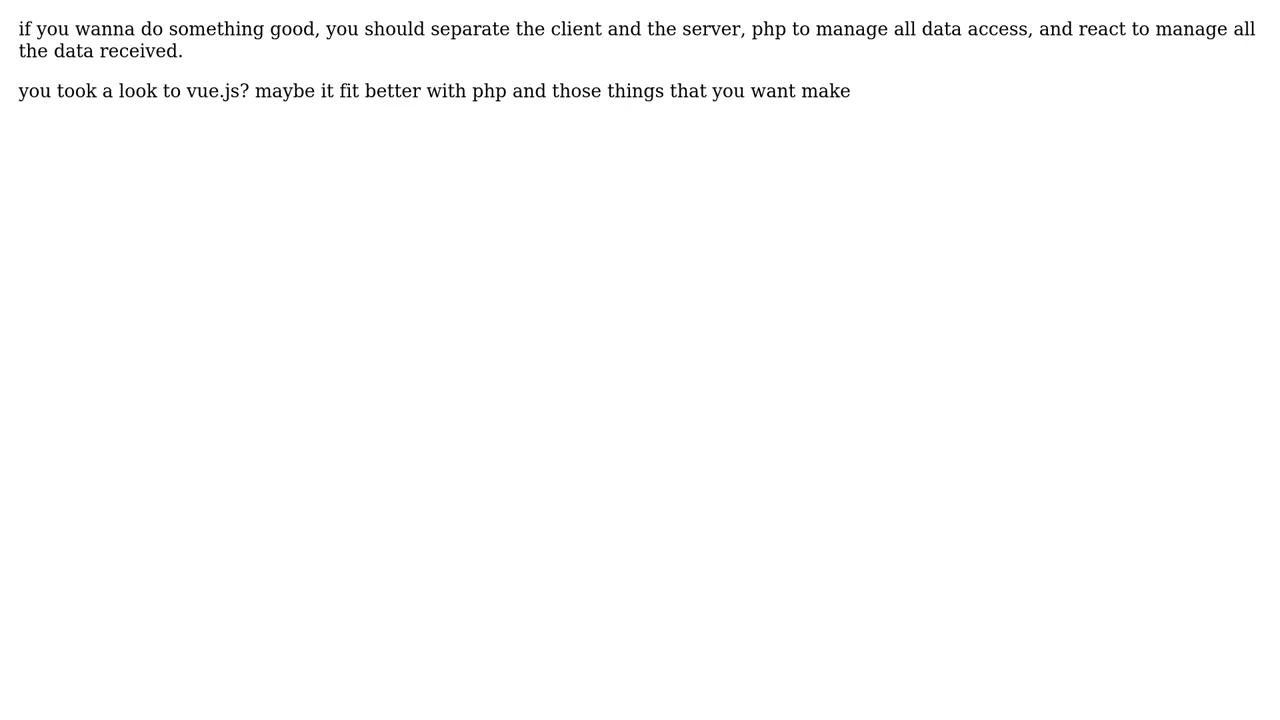 if you wanna do something good, you should separate the client and the server, php to manage all data access, and react to manage all
the data received.
you took a look to vue.js? maybe it fit better with php and those things that you want make